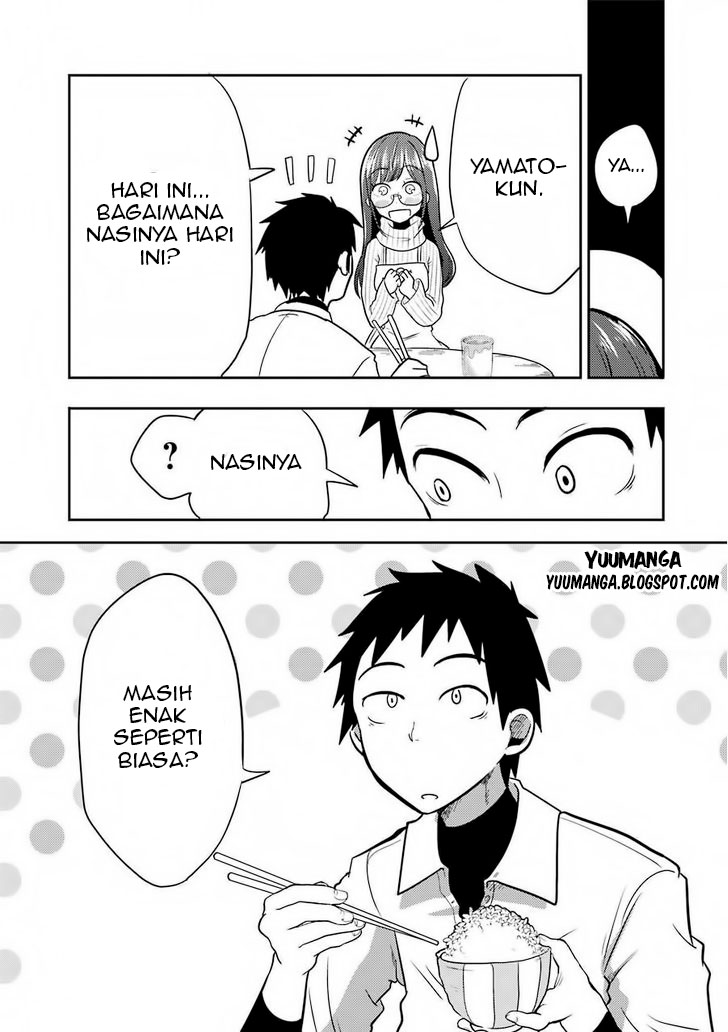 YA...
YAMATO-
KUN.
HARI INI...
BAGAIMANA
NASINYA HARI
INI?
NASINYA
?
YUUMANGA
YUUMANGA.BLOGSPOT.COM
MASIH
ENAK
SEPERTI
BIASA?